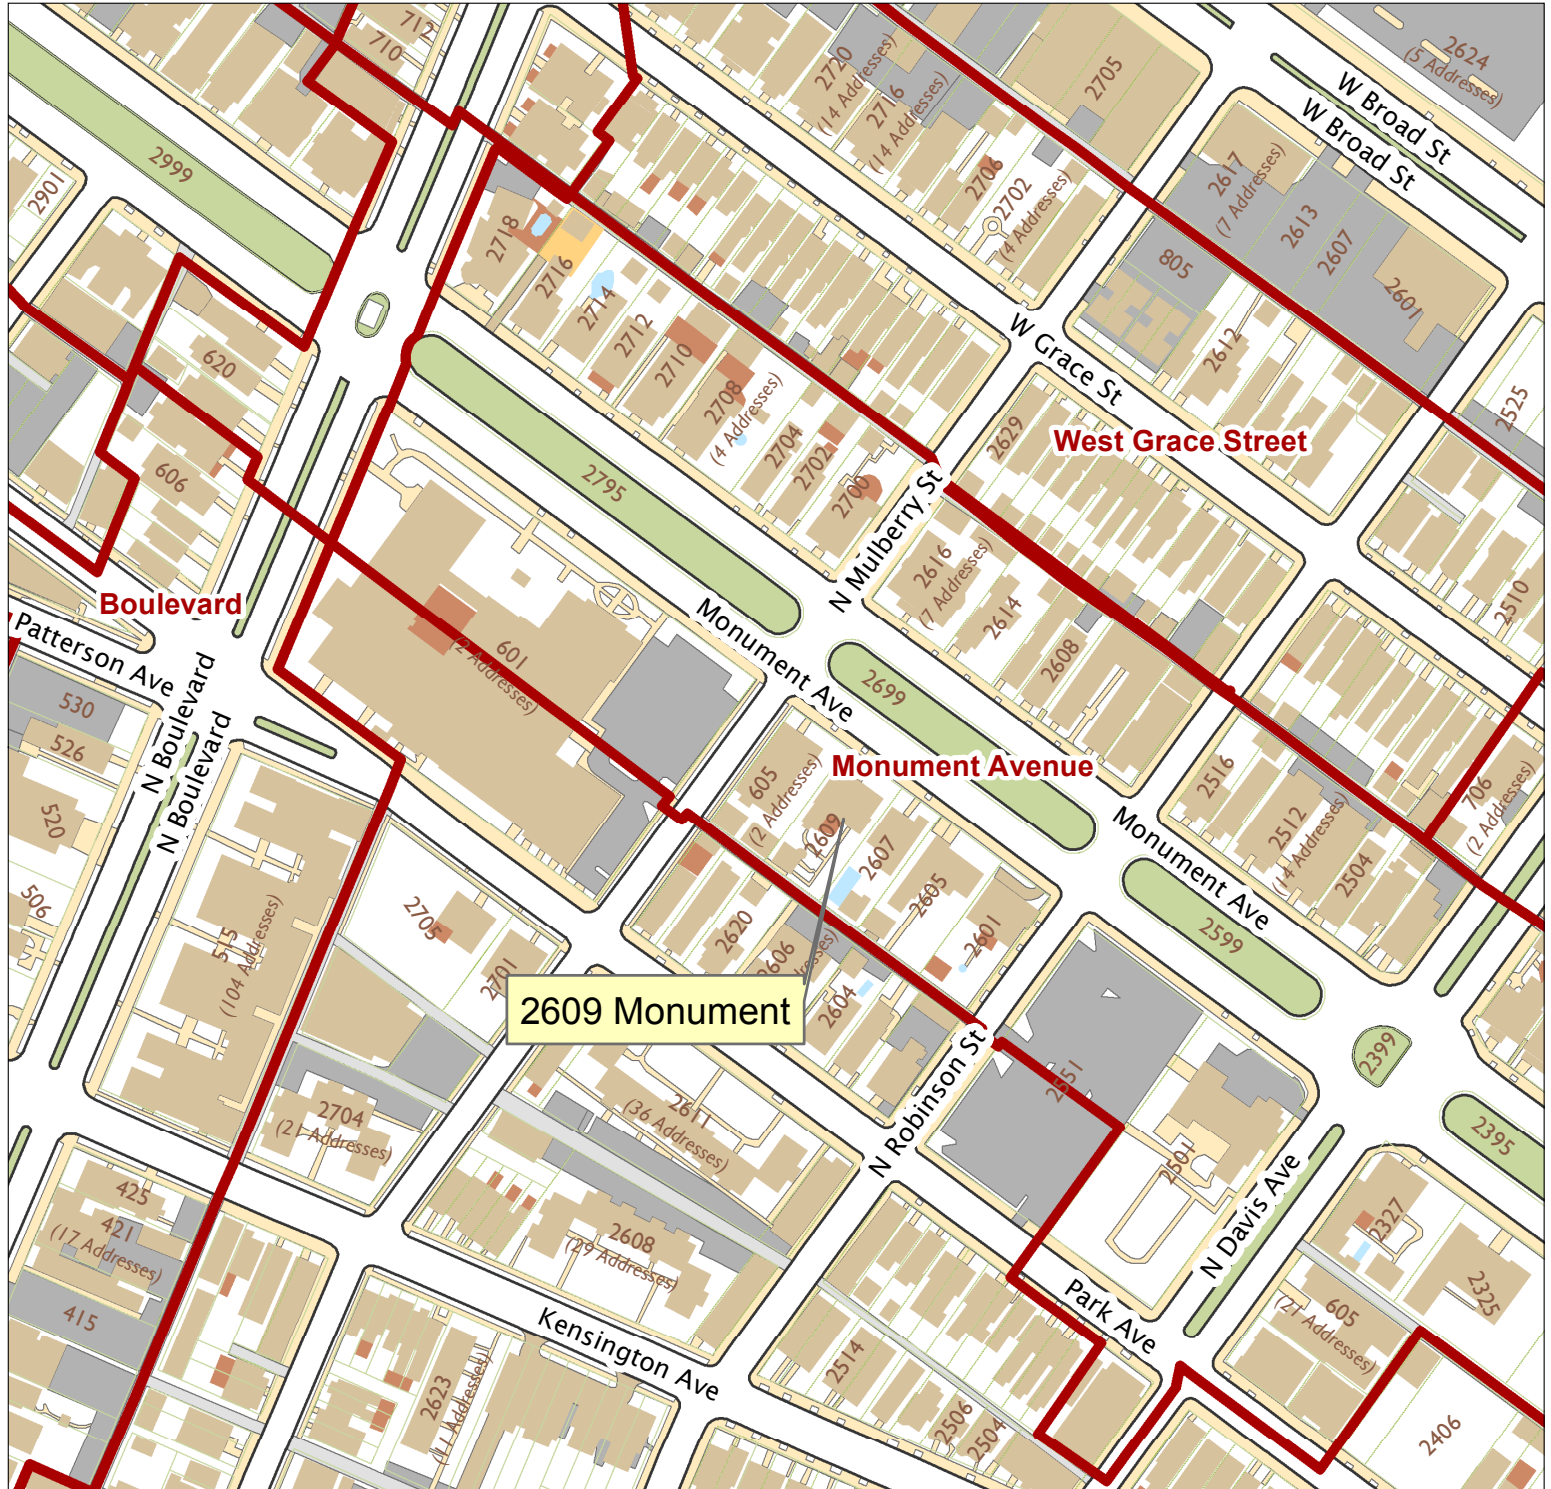 712
710
2720
(14 Addresses)
2716
(14 Addresses)
2705
2624
(5 Addresses)
W Broad St
W Broad St
2999
2901
2706
2702
(4 Addresses)
2617
(7 Addresses)
2613
2607
805
2601
2718
2716
2714
2712
2710
2708
(4 Addresses)
2704
2702
2700
W Grace St
2612
2525
620
606
2795
2629
West Grace Street
N Mulberry St
2616
(7 Addresses)
2614
2608
2510
Boulevard
Patterson Ave
601
(2 Addresses)
Monument Ave
2699
530
526
520
506
N Boulevard
N Boulevard
605
(2 Addresses)
Monument Avenue
2609
2607
2605
2601
2516
2512
(14 Addresses)
2504
706
(2 Addresses)
Monument Ave
2599
515
(104 Addresses)
2705
2701
2620
2606
2604
2609 Monument
2551
2501
2399
2395
2704
(21 Addresses)
2611
(36 Addresses)
N Robinson St
N Davis Ave
425
421
(17 Addresses)
415
2608
(29 Addresses)
2327
2325
605
(21 Addresses)
Park Ave
Kensington Ave
2623
(11 Addresses)
2514
2506
2504
2406